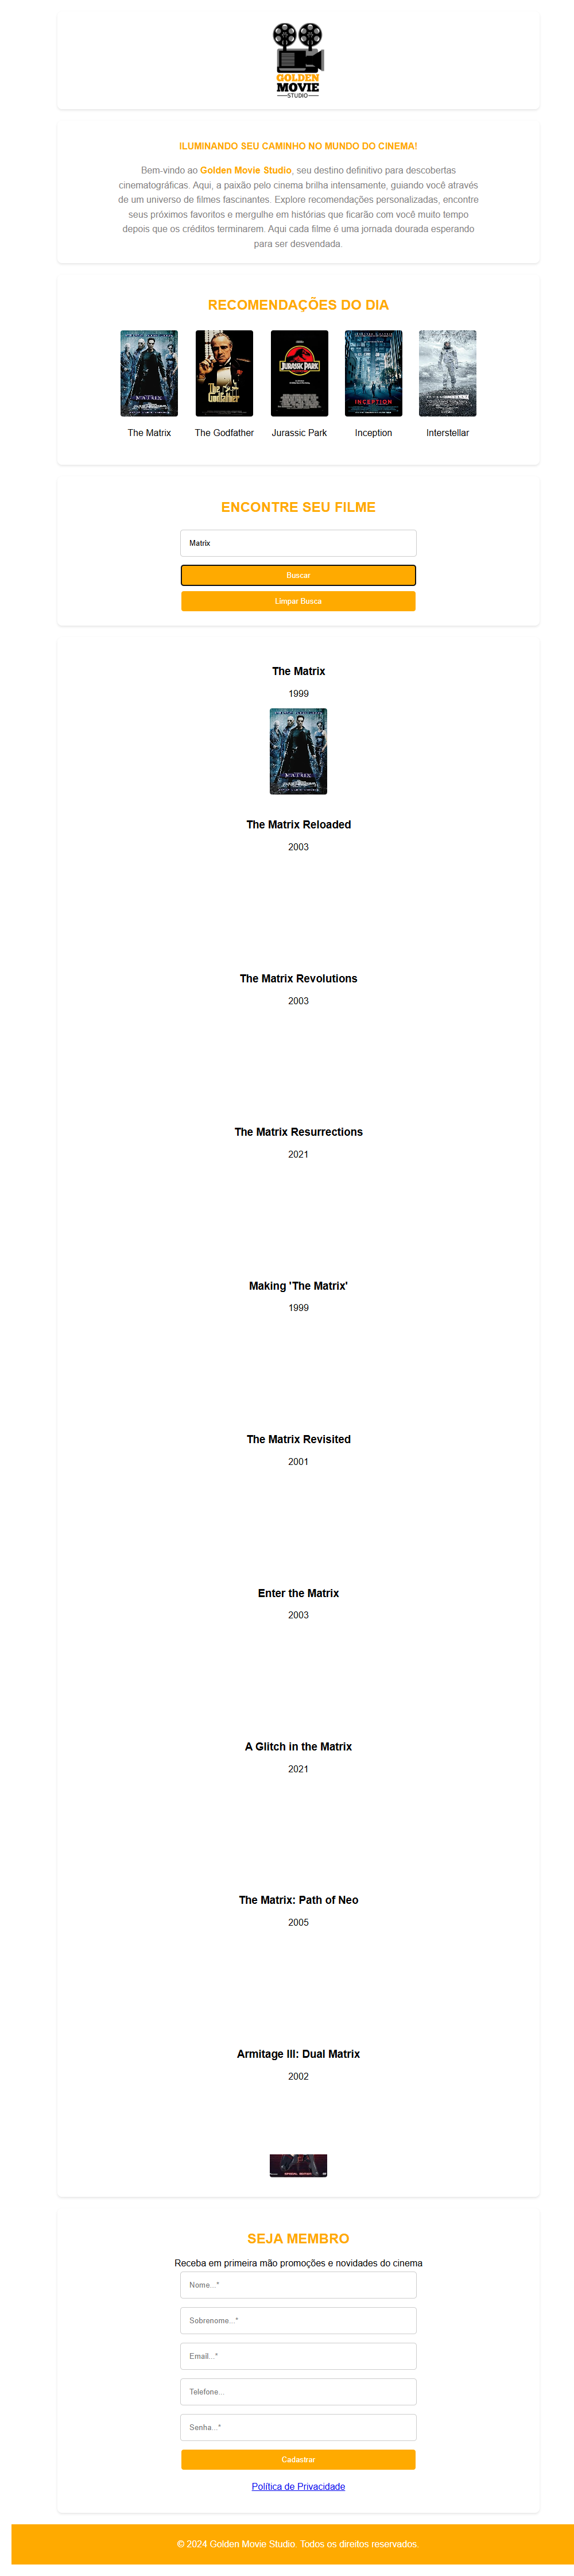 GOLDEN
MOVIE
STUDIO
ILUMINANDO SEU CAMINHO NO MUNDO DO CINEMA!
Bem-vindo ao Golden Movie Studio, seu destino definitivo para descobertas
cinematográficas. Aqui, a paixão pelo cinema brilha intensamente, guiando você através
de um universo de filmes fascinantes. Explore recomendações personalizadas, encontre
seus próximos favoritos e mergulhe em histórias que ficarão com você muito tempo
depois que os créditos terminarem. Aqui cada filme é uma jornada dourada esperando
para ser desvendada.
RECOMENDAÇÕES DO DIA
MATRIX
The Godfather
JURASSIC PARK
INCEPTION
The Matrix
The Godfather
Jurassic Park
Inception
Interstellar
ENCONTRE SEU FILME
Matrix
Buscar
Limpar Busca
The Matrix
1999
MATRIX
The Matrix Reloaded
2003
The Matrix Revolutions
2003
The Matrix Resurrections
2021
Making 'The Matrix'
1999
The Matrix Revisited
2001
Enter the Matrix
2003
A Glitch in the Matrix
2021
The Matrix: Path of Neo
2005
Armitage III: Dual Matrix
2002
SEJA MEMBRO
Receba em primeira mão promoções e novidades do cinema
Nome...*
Sobrenome...*
Email...*
Telefone...
Senha...*
Cadastrar
Política de Privacidade
© 2024 Golden Movie Studio. Todos os direitos reservados.